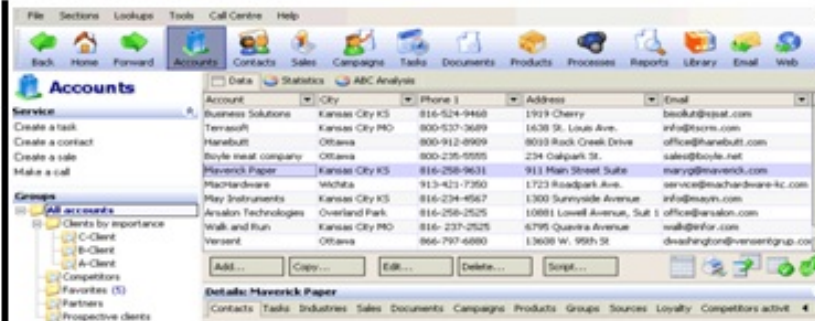 File Sections Lookups Tools Call Centre Help
Back Home Forward Accounts Contacts Sales Campaigns Tasks Documents Products Processes Reports Library Email Web
Accounts
Data Statistics ABC Analysis
Account City Phone 1 Address Email
Service
Business Solutions Kansas City KS 816-524-9468 1919 Cherry
Create a task
Terrasoft Kansas City MO 800-537-3689 1638 St. Louis Ave. info@tscrm.com
Create a contact
Hanebutt Ottawa 800-912-8909 8010 Rock Creek Drive office@hanebutt.com
Create a sale
Boyle meat company Ottawa 800-235-5555 234 Oakpark St. sales@boyle.net
Make a call
Maverick Paper Kansas City KS 816-258-9631 911 Main Street Suite maryg@maverick.com
MacHardware Wichita 913-421-7350 1723 Roadpark Ave. service@machardware-kc.com
Groups
May Instruments Kansas City KS 816-234-4567 1300 Sunnyside Avenue info@mayin.com
All accounts
Arsalon Technologies Overland Park 816-258-2525 10881 Lowell Avenue, Suit 1 office@arsalon.com
Clients by importance
Walk and Run Kansas City MO 816- 237-2525 6795 Quavira Avenue walk@infor.com
C-Client
Versent Ottawa 866-797-6880 13608 W. 95th St
B-Client
A-Client
Add... Copy... Edit... Delete... Script...
Competitors
Favorites (5)
Details: Maverick Paper
Partners
Contacts Tasks Industries Sales Documents Campaigns Products Groups Sources Loyalty Competitors activit
Prospective clients